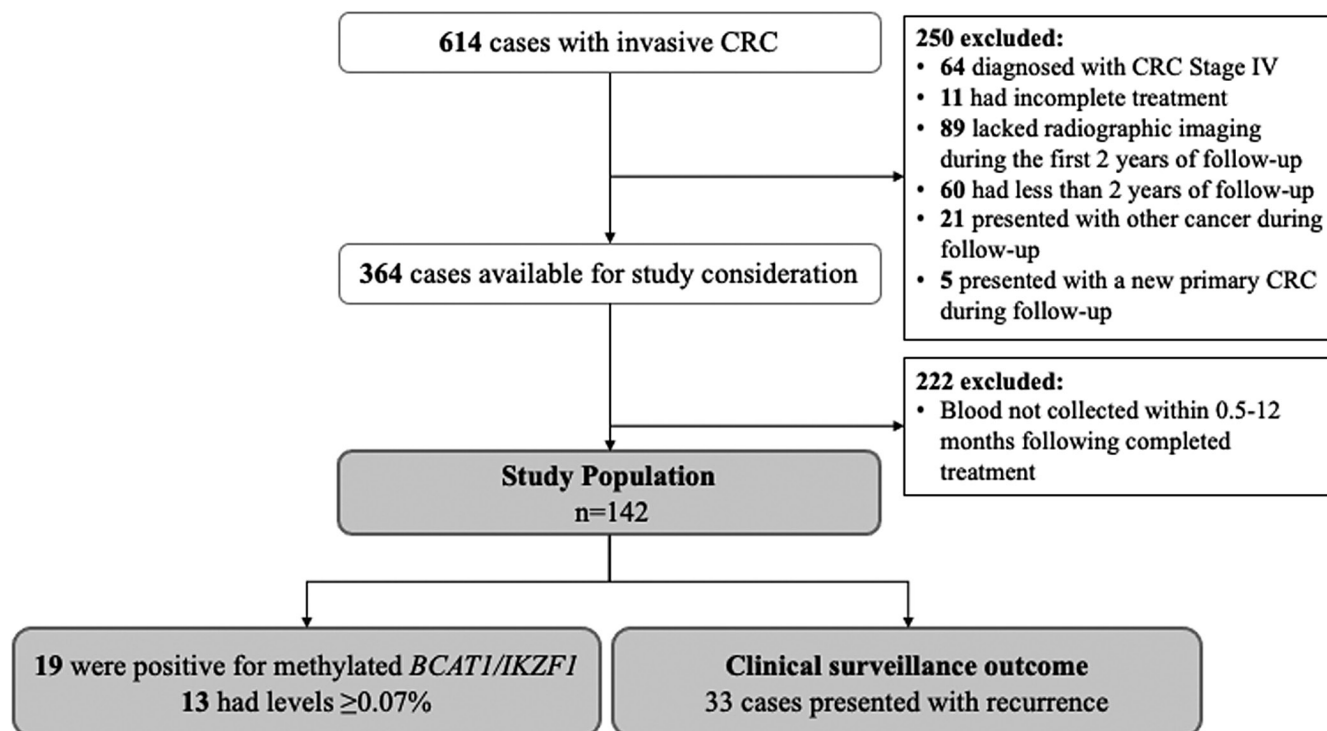 614 cases with invasive CRC
250 excluded:
• 64 diagnosed with CRC Stage IV
• 11 had incomplete treatment
• 89 lacked radiographic imaging
during the first 2 years of follow-up
• 60 had less than 2 years of follow-up
• 21 presented with other cancer during
follow-up
• 5 presented with a new primary CRC
during follow-up
364 cases available for study consideration
222 excluded:
• Blood not collected within 0.5-12
months following completed
treatment
Study Population
n=142
19 were positive for methylated BCAT1/IKZF1
13 had levels ≥0.07%
Clinical surveillance outcome
33 cases presented with recurrence